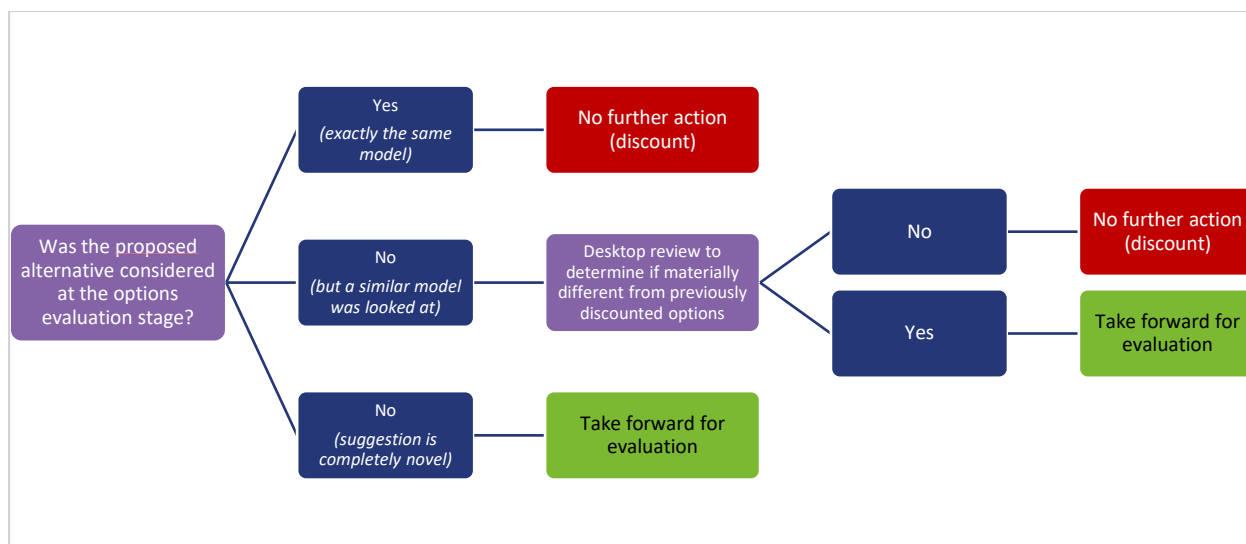 Was the proposed
alternative considered
at the options
evaluation stage?
Yes
(exactly the same
model)
No further action
(discount)
No
(but a similar model
was looked at)
Desktop review to
determine if materially
different from previously
discounted options
No
No further action
(discount)
Yes
Take forward for
evaluation
No
(suggestion is
completely novel)
Take forward for
evaluation